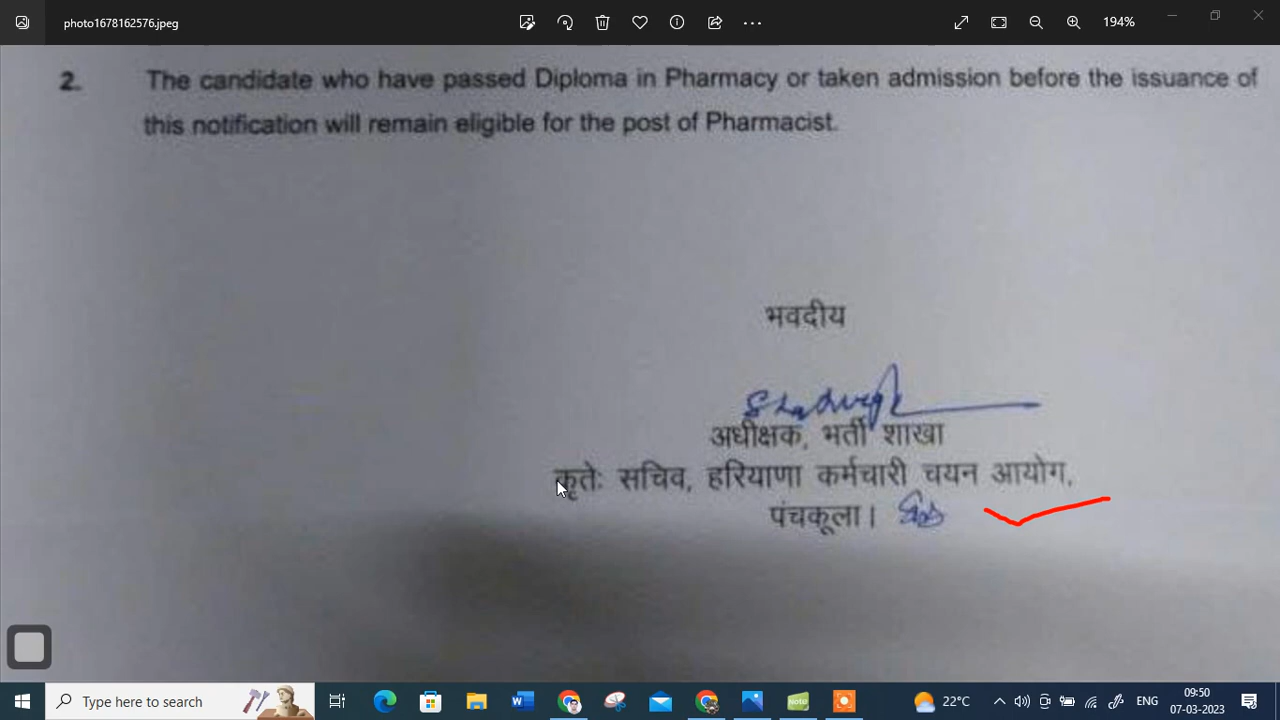 photo1678162576.jpeg
194%
2. The candidate who have passed Diploma in Pharmacy or taken admission before the issuance of
this notification will remain eligible for the post of Pharmacist.
भवदीय
अधीक्षक, भर्ती शाखा
कृतेः सचिव, हरियाणा कर्मचारी चयन आयोग,
पंचकूला।
Type here to search
22°C
ENG
09:50
07-03-2023